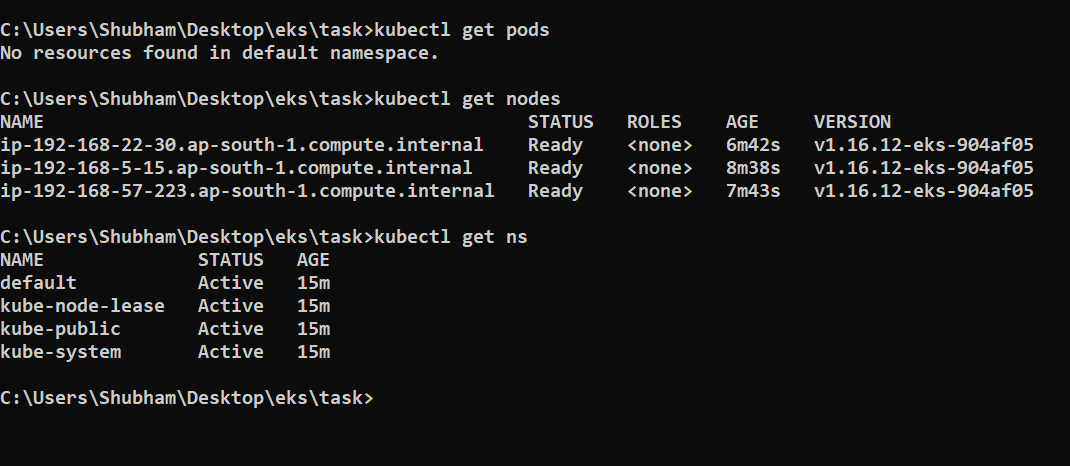 C:\Users\Shubham\Desktop\eks\task>kubectl get pods
No resources found in default namespace.
C:\Users\Shubham\Desktop\eks\task>kubectl get nodes
NAME STATUS ROLES AGE VERSION
ip-192-168-22-30.ap-south-1.compute.internal Ready <none> 6m42s v1.16.12-eks-904af05
ip-192-168-5-15.ap-south-1.compute.internal Ready <none> 8m38s v1.16.12-eks-904af05
ip-192-168-57-223.ap-south-1.compute.internal Ready <none> 7m43s v1.16.12-eks-904af05
C:\Users\Shubham\Desktop\eks\task>kubectl get ns
NAME STATUS AGE
default Active 15m
kube-node-lease Active 15m
kube-public Active 15m
kube-system Active 15m
C:\Users\Shubham\Desktop\eks\task>